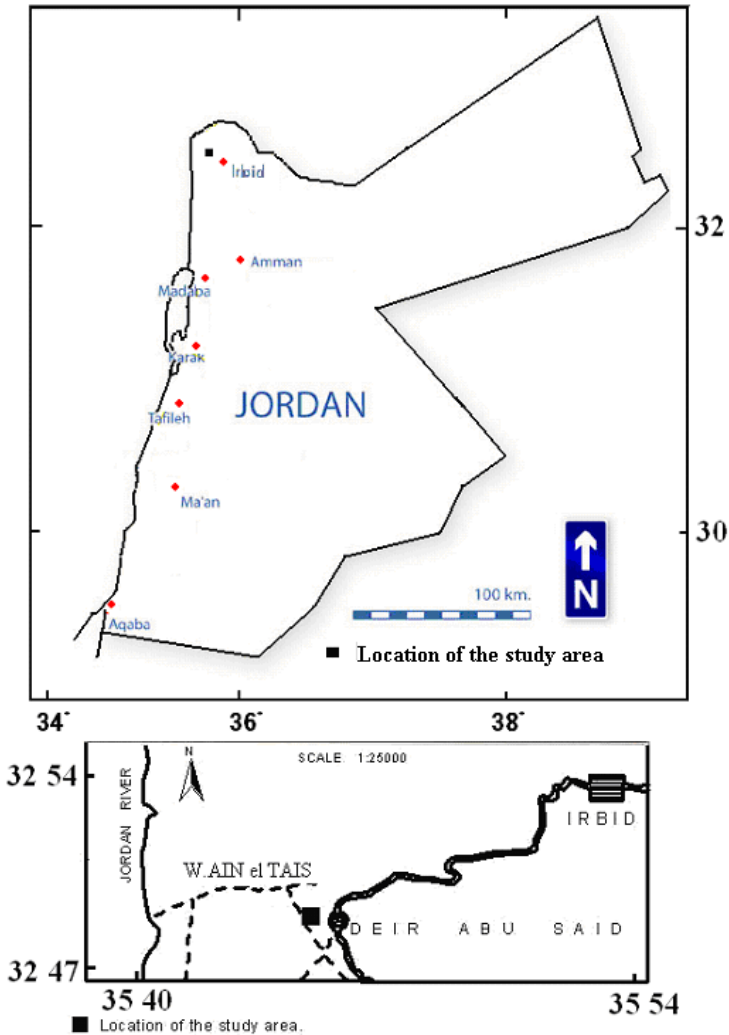 Irbid
32
Amman
Madaba
Karak
JORDAN
Tafileh
Ma'an
30
100 km.
N
Aqaba
Location of the study area
34- 36- 38-
32 54
N
SCALE. 1:25000
JORDAN RIVER
IRBID
W.AIN el TAIS
DEIR ABU SAID
32 47
35 40 35 54
Location of the study area.